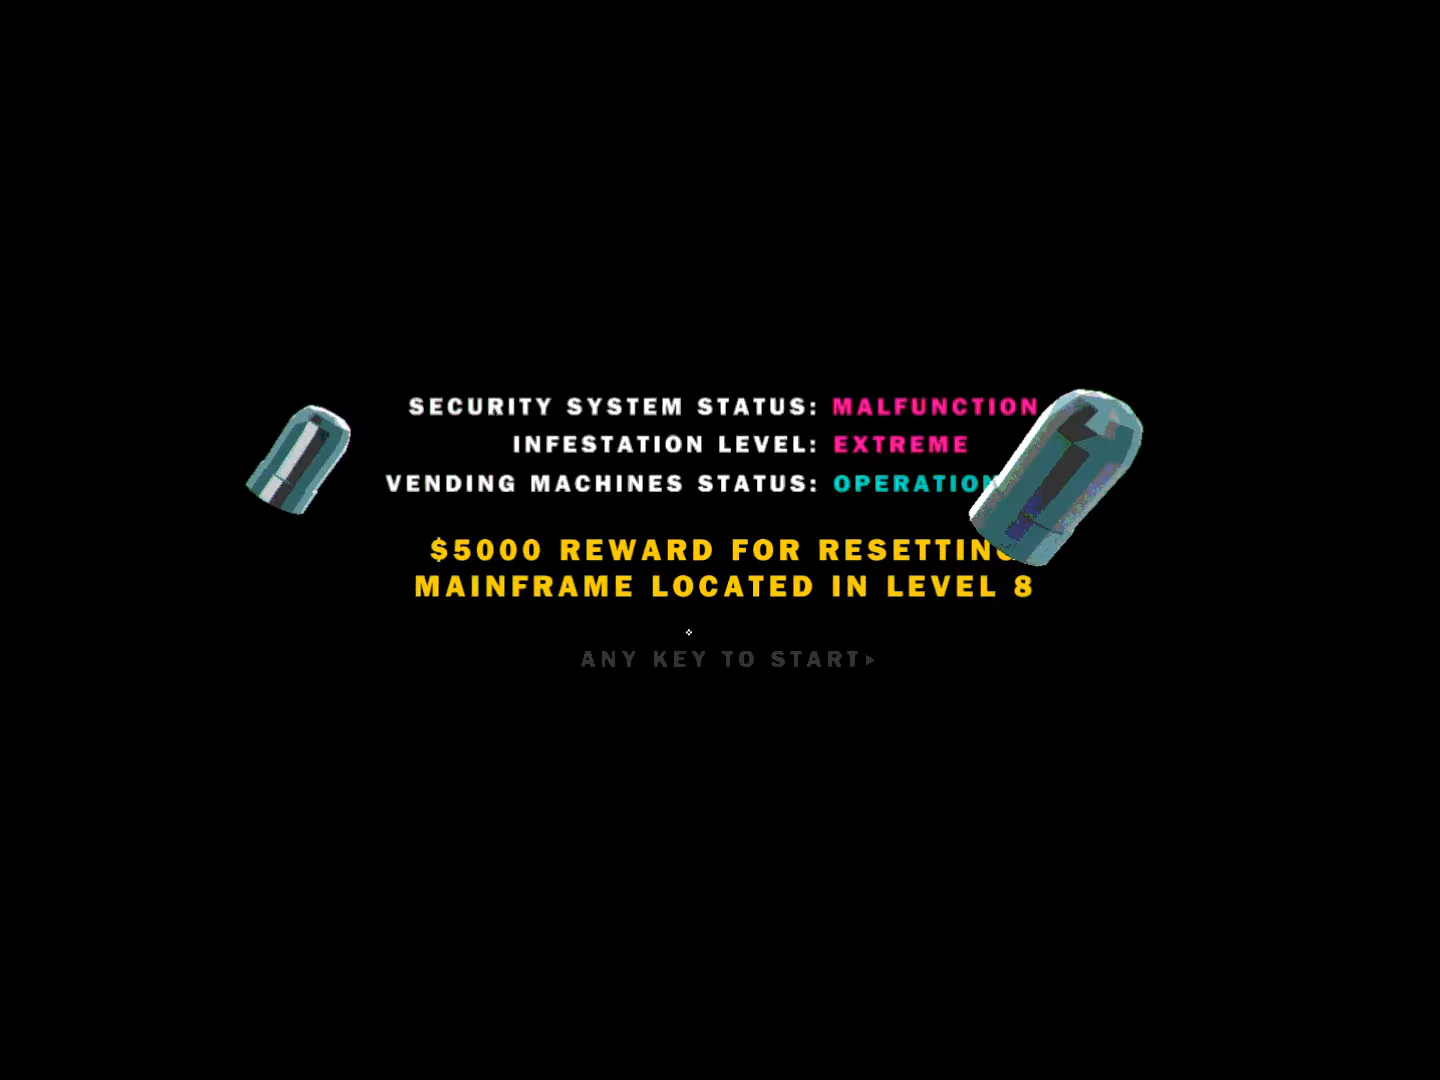 SECURITY SYSTEM STATUS: MALFUNCTION
INFESTATION LEVEL: EXTREME
VENDING MACHINES STATUS:
$5000 REWARD FOR RESETTING
MAINFRAME LOCATED IN LEVEL 8
ANY KEY TO START▸